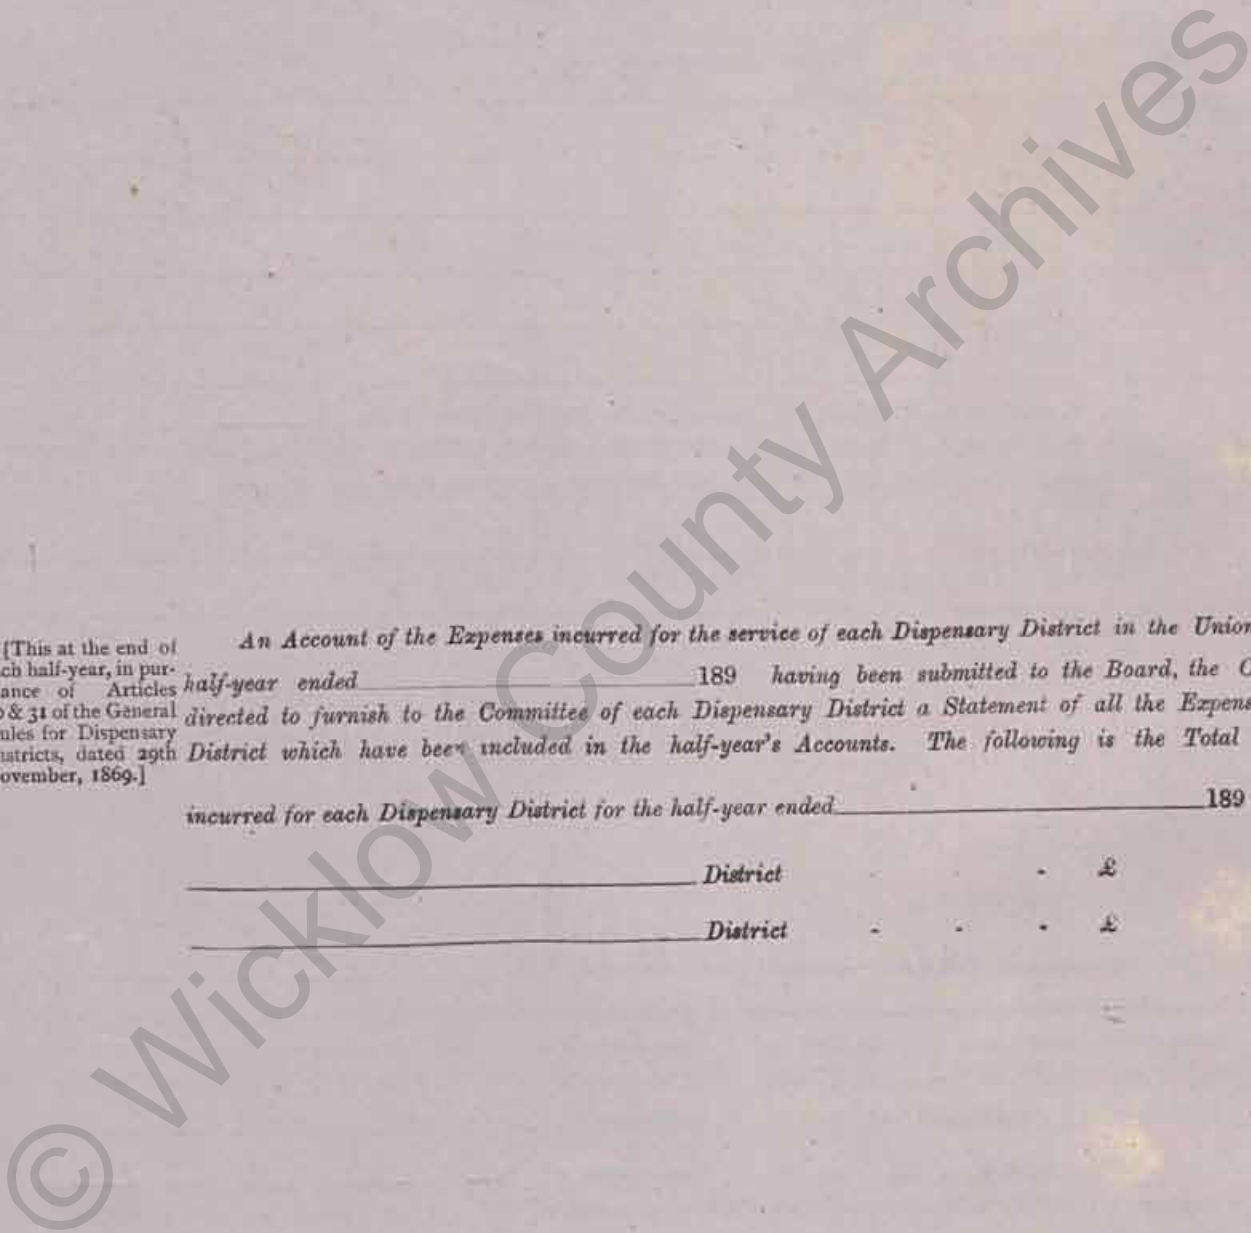 [This at the end of
ch half-year, in pur-
ance of Articles
& 31 of the General
ules for Dispensary
istricts, dated 29th
ovember, 1869.]
An Account of the Expenses incurred for the service of each Dispensary District in the Union
half-year ended 189 having been submitted to the Board, the C
directed to furnish to the Committee of each Dispensary District a Statement of all the Expens
District which have been included in the half-year's Accounts. The following is the Total
incurred for each Dispensary District for the half-year ended 189
District - £
District - - - £
© Wicklow County Archives